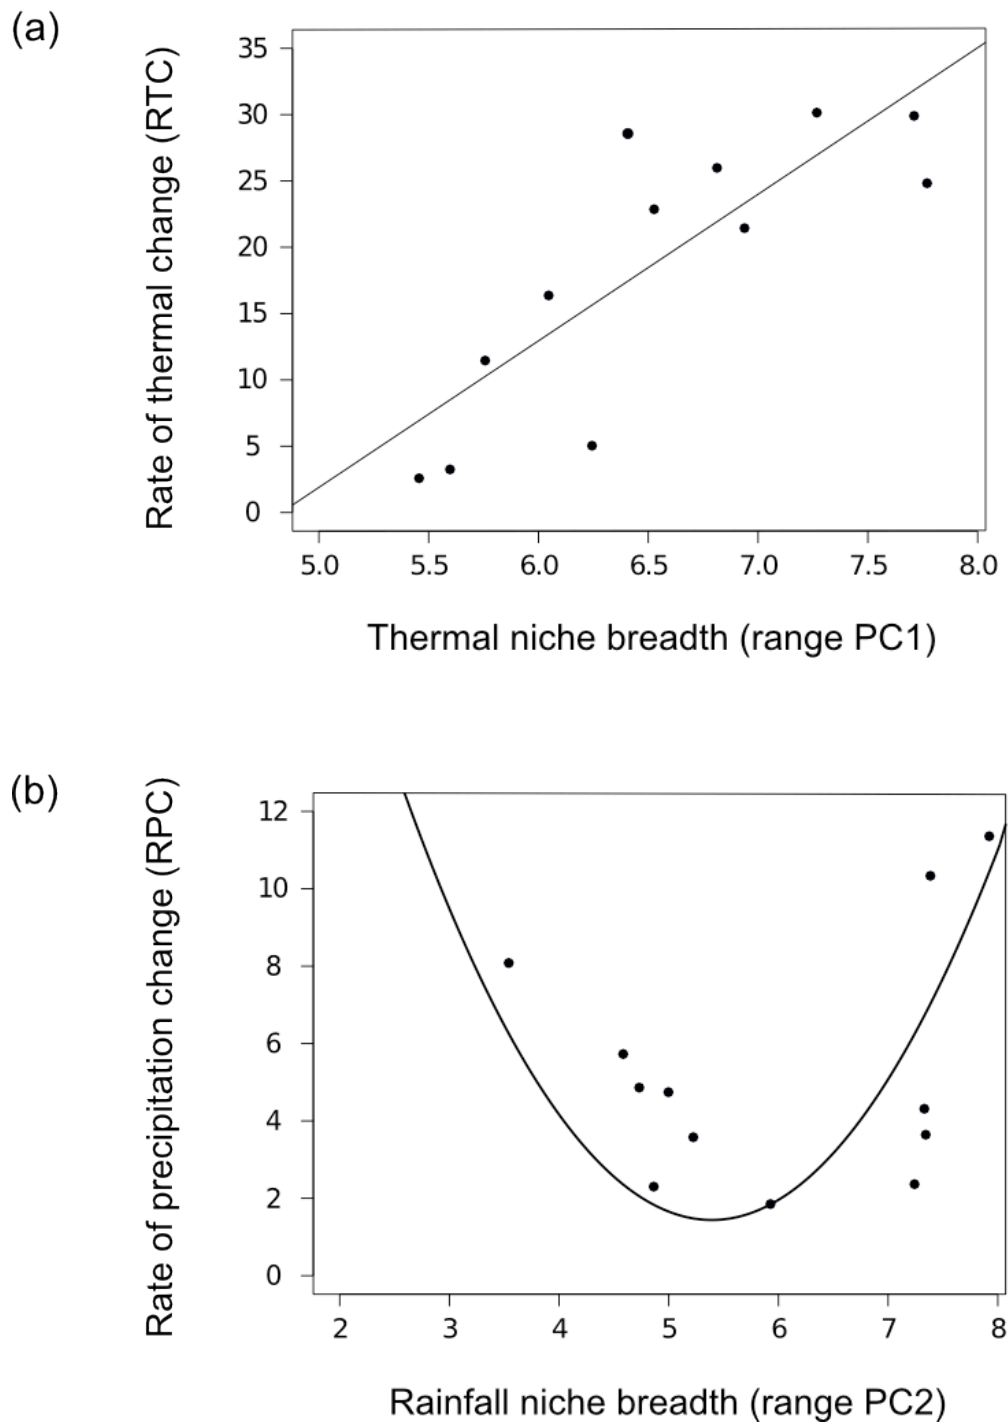 (a)
Rate of thermal change (RTC)
35
30
25
20
15
10
5
0
5.0 5.5 6.0 6.5 7.0 7.5 8.0
Thermal niche breadth (range PC1)
(b)
Rate of precipitation change (RPC)
12
10
8
6
4
2
0
2 3 4 5 6 7 8
Rainfall niche breadth (range PC2)